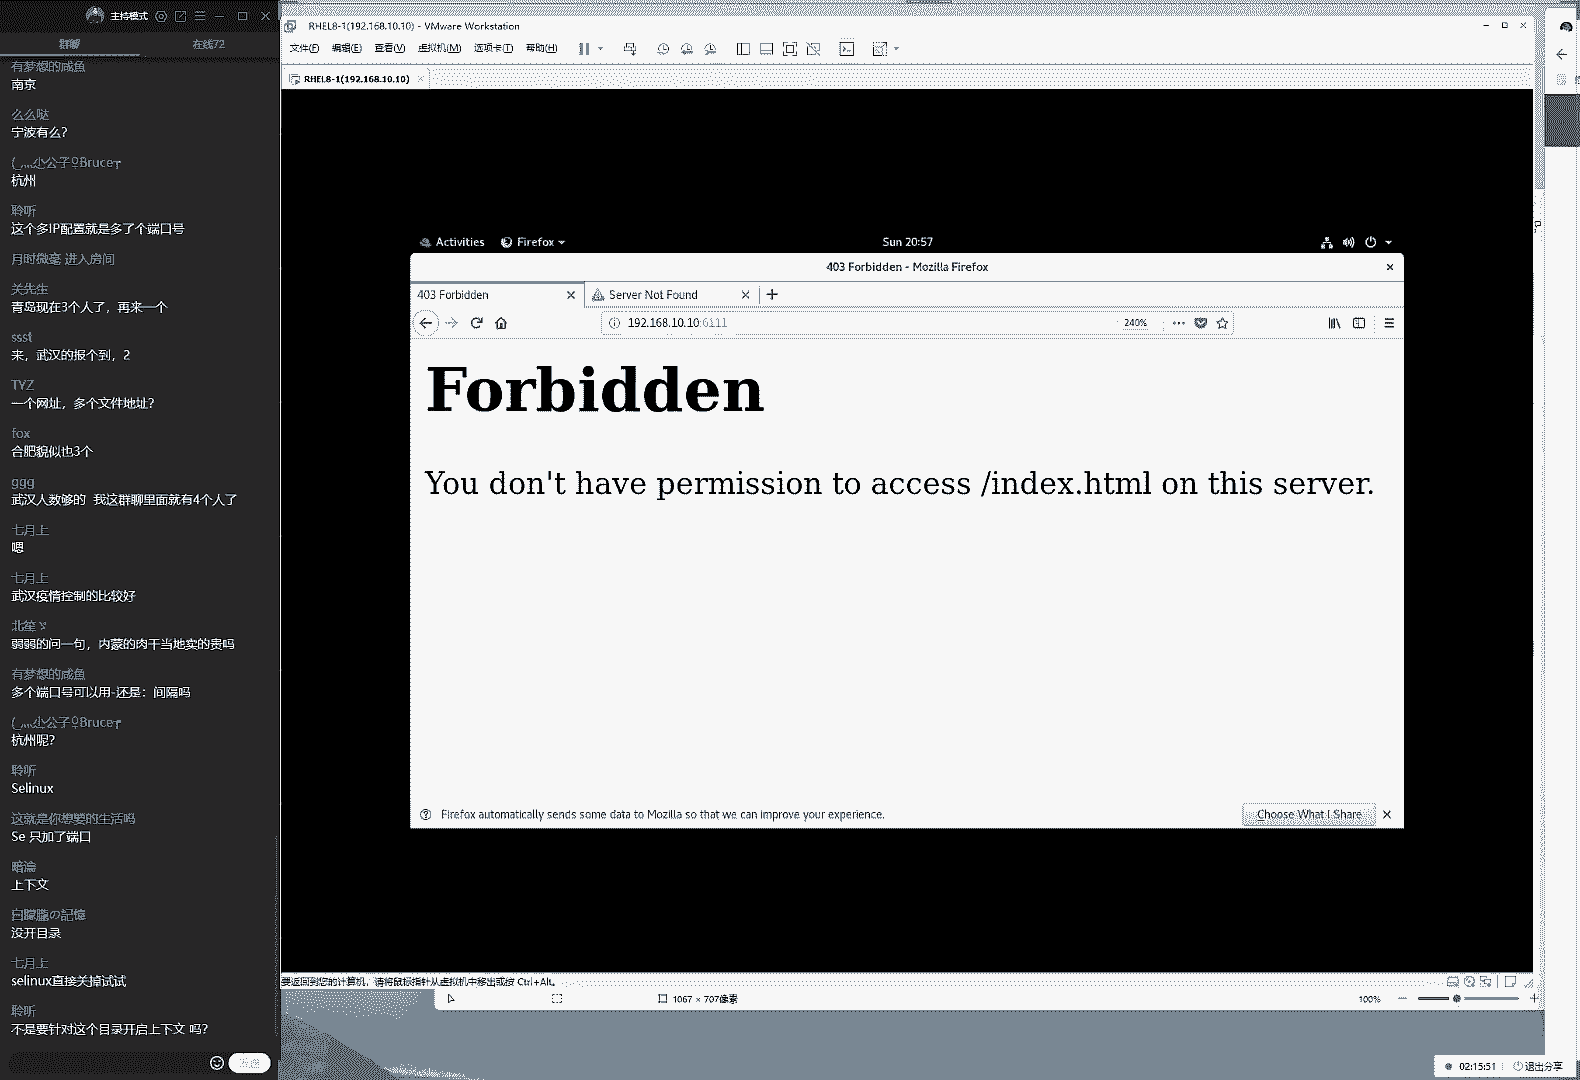 主持模式
群聊
在线72
有梦想的咸鱼
南京
么么哒
宁波有么?
小公子♀Bruce
杭州
聆听
这个多IP配置就是多了个端口号
月时微毫 进入房间
关先生
青岛现在3个人了，再来一个
ssst
来，武汉的报个到，2
TYZ
一个网址，多个文件地址?
fox
合肥貌似也3个
ggg
武汉人数够的 我这群聊里面就有4个人了
七月上
嗯
七月上
武汉疫情控制的比较好
北笙
弱弱的问一句，内蒙的肉干当地卖的贵吗
有梦想的咸鱼
多个端口号可以用-还是：间隔吗
小公子♀Bruce
杭州呢?
聆听
Selinux
这就是你想要的生活吗
Se 只加了端口
上下文
白朦朧の記憶
没开目录
七月上
selinux直接关掉试试
聆听
不是要针对这个目录开启上下文 吗?
发送
RHEL8-1(192.168.10.10) - VMware Workstation
文件(F) 编辑(E) 查看(V) 虚拟机(M) 选项卡(T) 帮助(H)
RHEL8-1(192.168.10.10)
Activities Firefox Sun 20:57
403 Forbidden - Mozilla Firefox
403 Forbidden
Server Not Found
192.168.10.10:6111 240%
Forbidden
You don't have permission to access /index.html on this server.
Firefox automatically sends some data to Mozilla so that we can improve your experience.
Choose What I Share
要返回到您的计算机，请将鼠标指针从虚拟机中移出或按 Ctrl+Alt。
1067 × 707像素
100%
02:15:51
退出分享